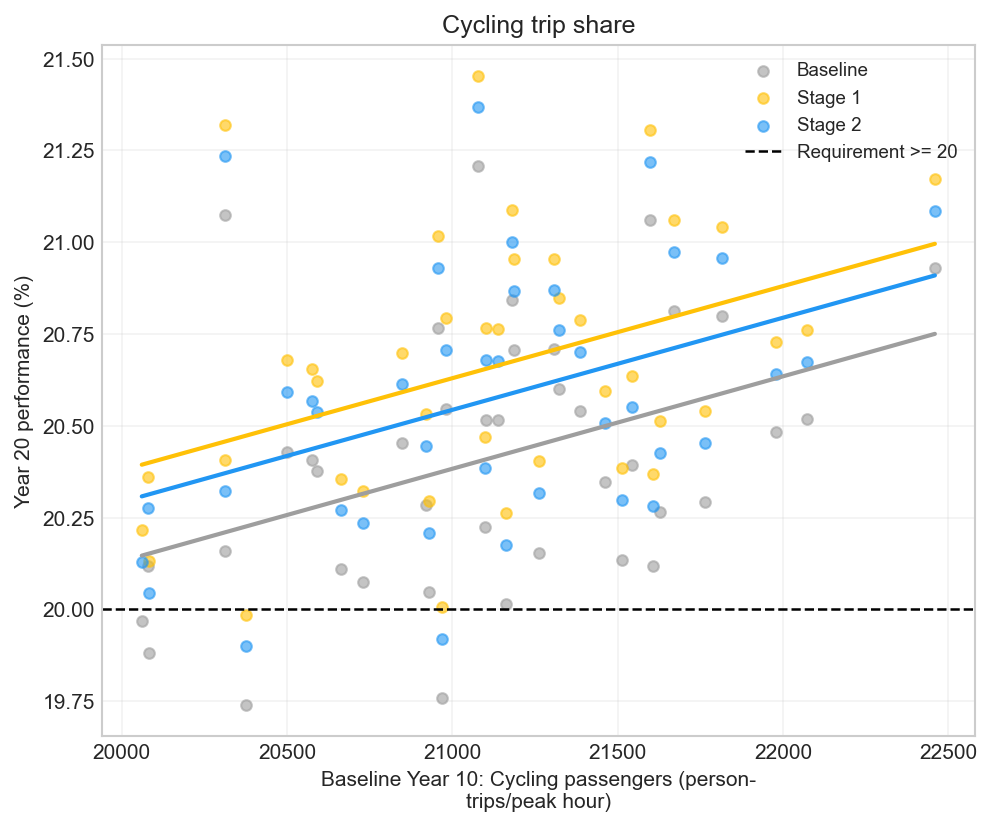 Cycling trip share
21.50
21.25
21.00
20.75
20.50
20.25
20.00
19.75
Year 20 performance (%)
Baseline
Stage 1
Stage 2
Requirement >= 20
20000
20500
21000
21500
22000
22500
Baseline Year 10: Cycling passengers (person-
trips/peak hour)